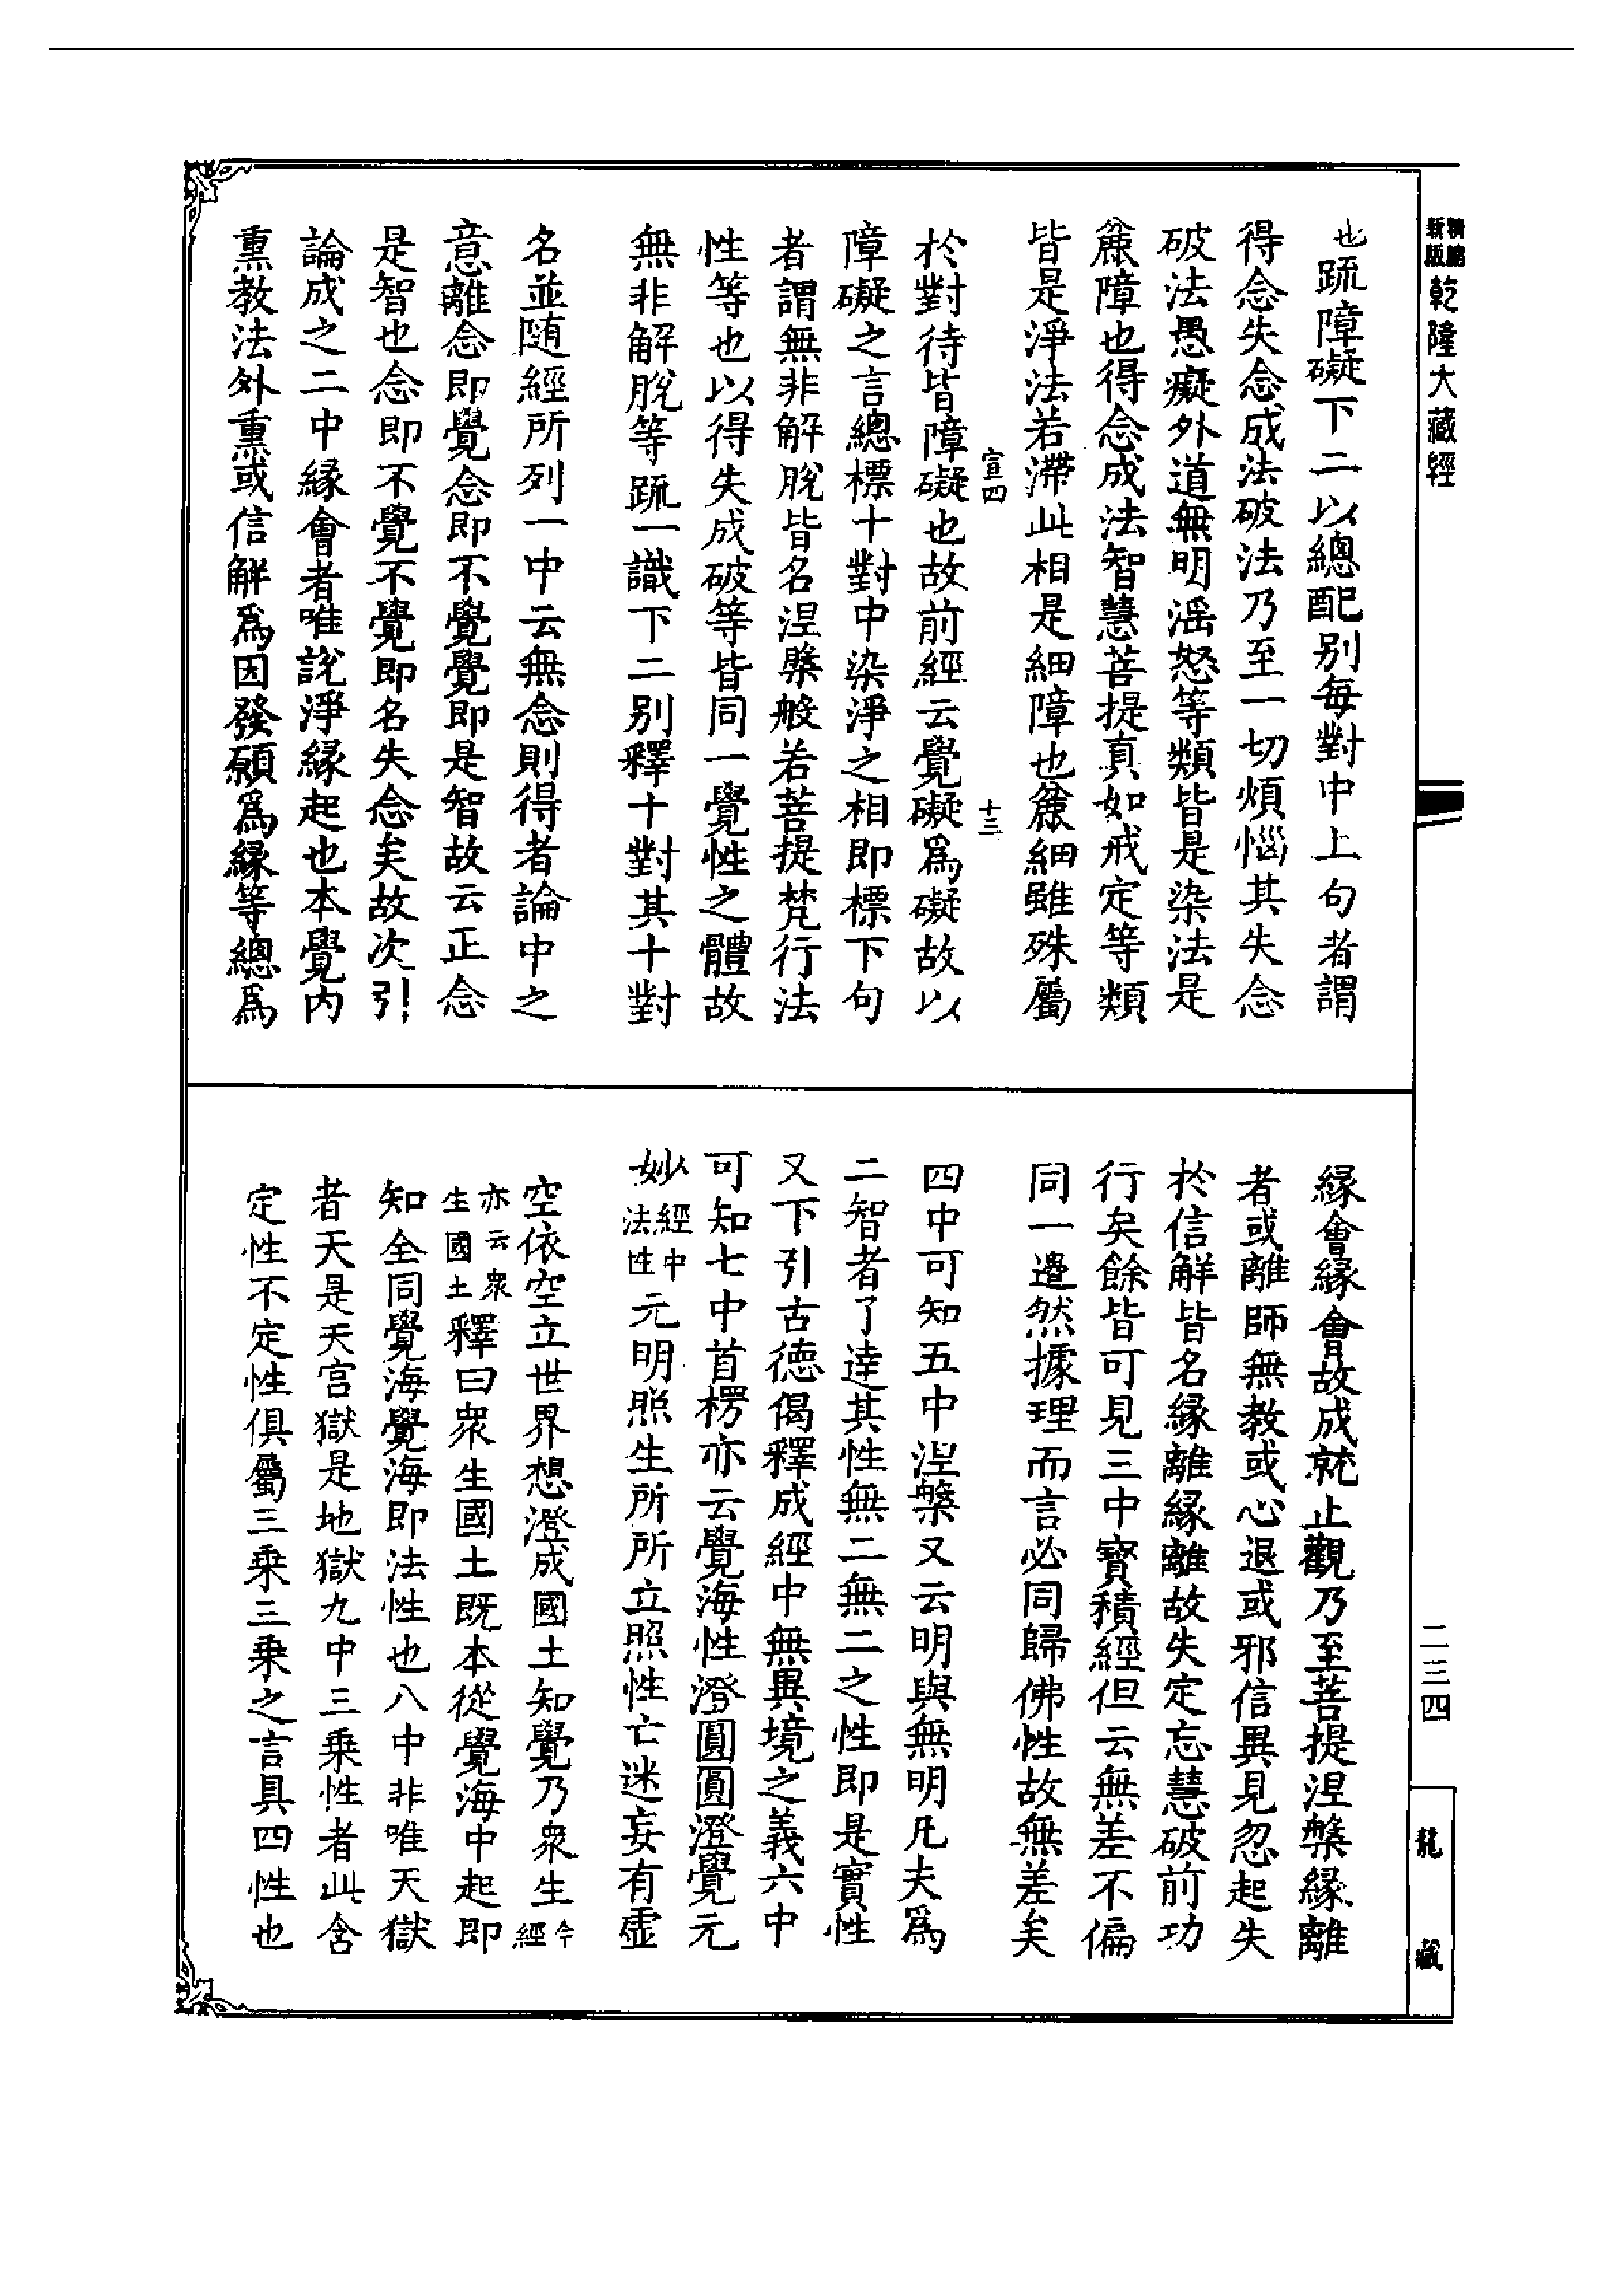 精縮新版乾隆大藏經
也疏障礙下二以總配别每對中上句者謂
得念失念成法破法乃至一切煩惱其失念
破法愚癡外道無明淫怒等類皆是染法是
麄障也得念成法智慧菩提真如戒定等類
皆是淨法若滯此相是細障也麄細雖殊屬
宣四 十三
於對待皆障礙也故前經云覺礙爲礙故以
障礙之言總標十對中染淨之相即標下句
者謂無非解脫皆名涅槃般若菩提梵行法
性等也以得失成破等皆同一覺性之體故
無非解脫等疏一識下二别釋十對其十對
名並随經所列一中云無念則得者論中之
意離念即覺念即不覺覺即是智故云正念
是智也念即不覺不覺即名失念矣故次引
論成之二中縁會者唯說淨縁起也本覺内
熏教法外熏或信解爲因發願爲縁等總爲
縁會縁會故成就止觀乃至菩提涅槃縁離
者或離師無教或心退或邪信異見忽起失
於信解皆名縁離縁離故失定忘慧破前功
行矣餘皆可見三中寳積經但云無差不偏
同一邊然據理而言必同歸佛性故無差矣
四中可知五中涅槃又云明與無明凡夫爲
二智者了達其性無二無二之性即是實性
又下引古德偈釋成經中無異境之義六中
可知七中首楞亦云覺海性澄圓圓澄覺元
妙經中法性元明照生所所立照性亡迷妄有虚
空依空立世界想澄成國土知覺乃衆生今經
亦云衆生國土釋曰衆生國土既本從覺海中起即
知全同覺海覺海即法性也八中非唯天獄
者天是天宫獄是地獄九中三乘性者此含
定性不定性俱屬三乘三乘之言具四性也
二三四
龍藏